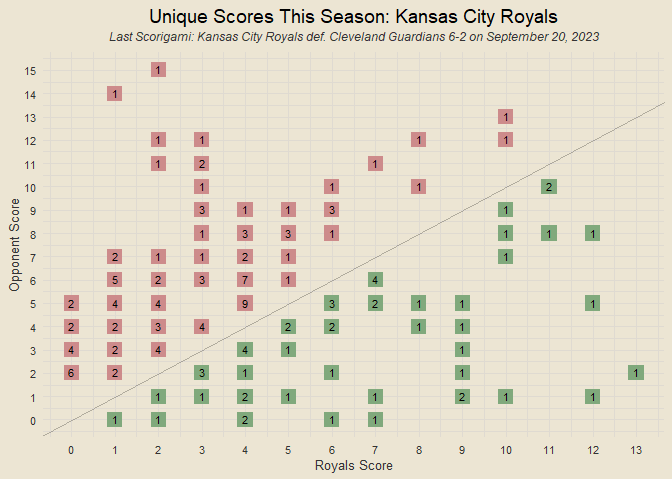 Unique Scores This Season: Kansas City Royals
Last Scorigami: Kansas City Royals def. Cleveland Guardians 6-2 on September 20, 2023
Opponent Score
15 1
14 1
13 1
12 1 1 1 1
11 1 2 1
10 1 1 1 2
9 3 1 1 3 1
8 1 3 3 1 1 1 1
7 2 1 1 2 1 1
6 5 2 3 7 1 4
5 2 4 4 9 3 2 1 1 1
4 2 2 3 4 2 2 1 1
3 4 2 4 4 1 1
2 6 2 3 1 1 1 1
1 1 1 2 1 1 2 1 1
0 1 1 2 1 1
0 1 2 3 4 5 6 7 8 9 10 11 12 13
Royals Score